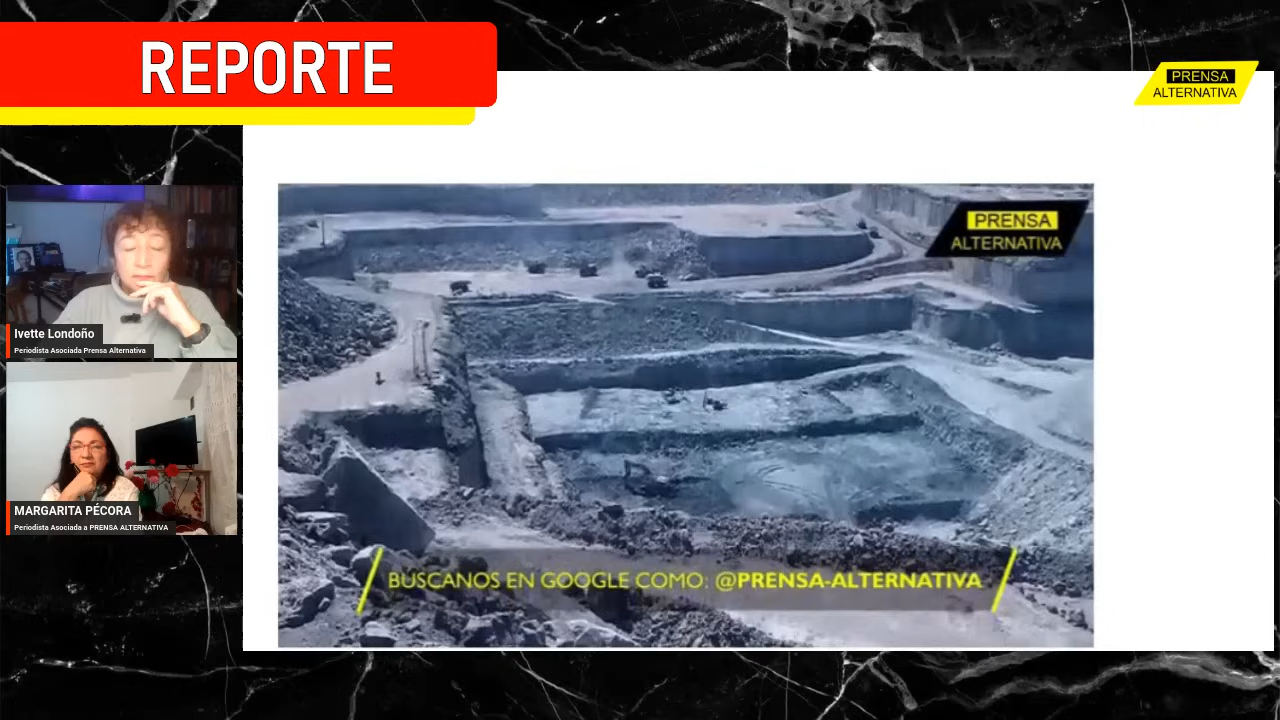 REPORTE
PRENSA
ALTERNATIVA
PRENSA
ALTERNATIVA
Ivette Londoño
Periodista Asociada Prensa Alternativa
MARGARITA PÉCORA
Periodista Asociada a PRENSA ALTERNATIVA
BUSCANOS EN GOOGLE COMO: @PRENSA-ALTERNATIVA